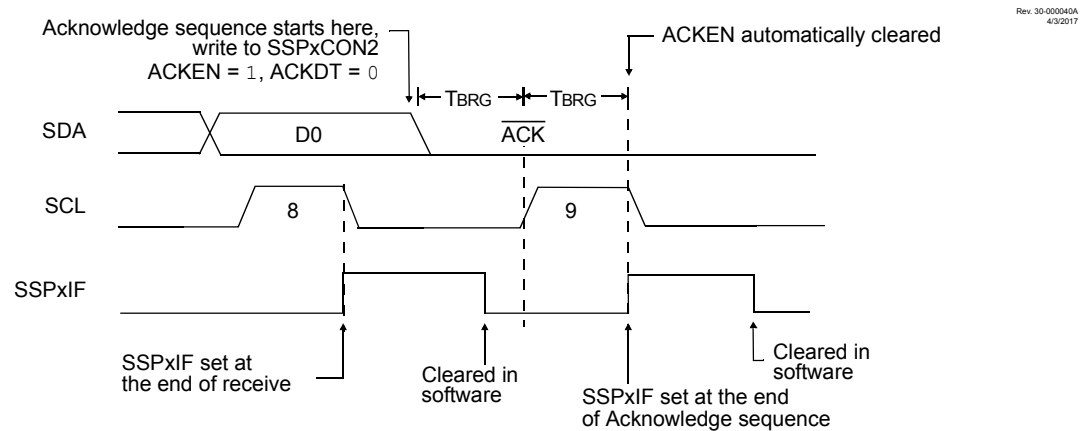 Rev. 30-000040A
4/3/2017
Acknowledge sequence starts here,
write to SSPxCON2
ACKEN = 1, ACKDT = 0
ACKEN automatically cleared
TBRG
TBRG
SDA
D0
ACK
SCL
8
9
SSPxIF
SSPxIF set at
the end of receive
Cleared in
software
SSPxIF set at the end
of Acknowledge sequence
Cleared in
software